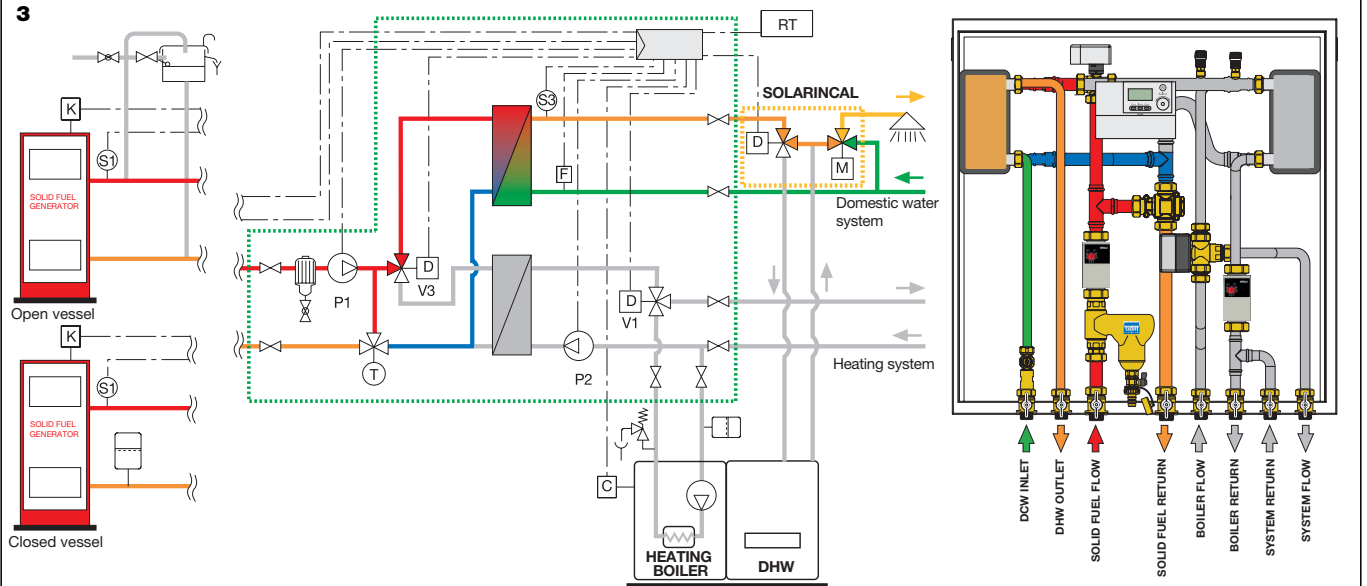 3
K
S1
SOLID FUEL
GENERATOR
Open vessel
K
S1
SOLID FUEL
GENERATOR
Closed vessel
RT
S3
SOLARINCAL
D
M
F
Domestic water
system
P1
D
V3
D
V1
T
P2
Heating system
C
HEATING
BOILER
DHW
DCW INLET
DHW OUTLET
SOLID FUEL FLOW
SOLID FUEL RETURN
BOILER FLOW
BOILER RETURN
SYSTEM RETURN
SYSTEM FLOW